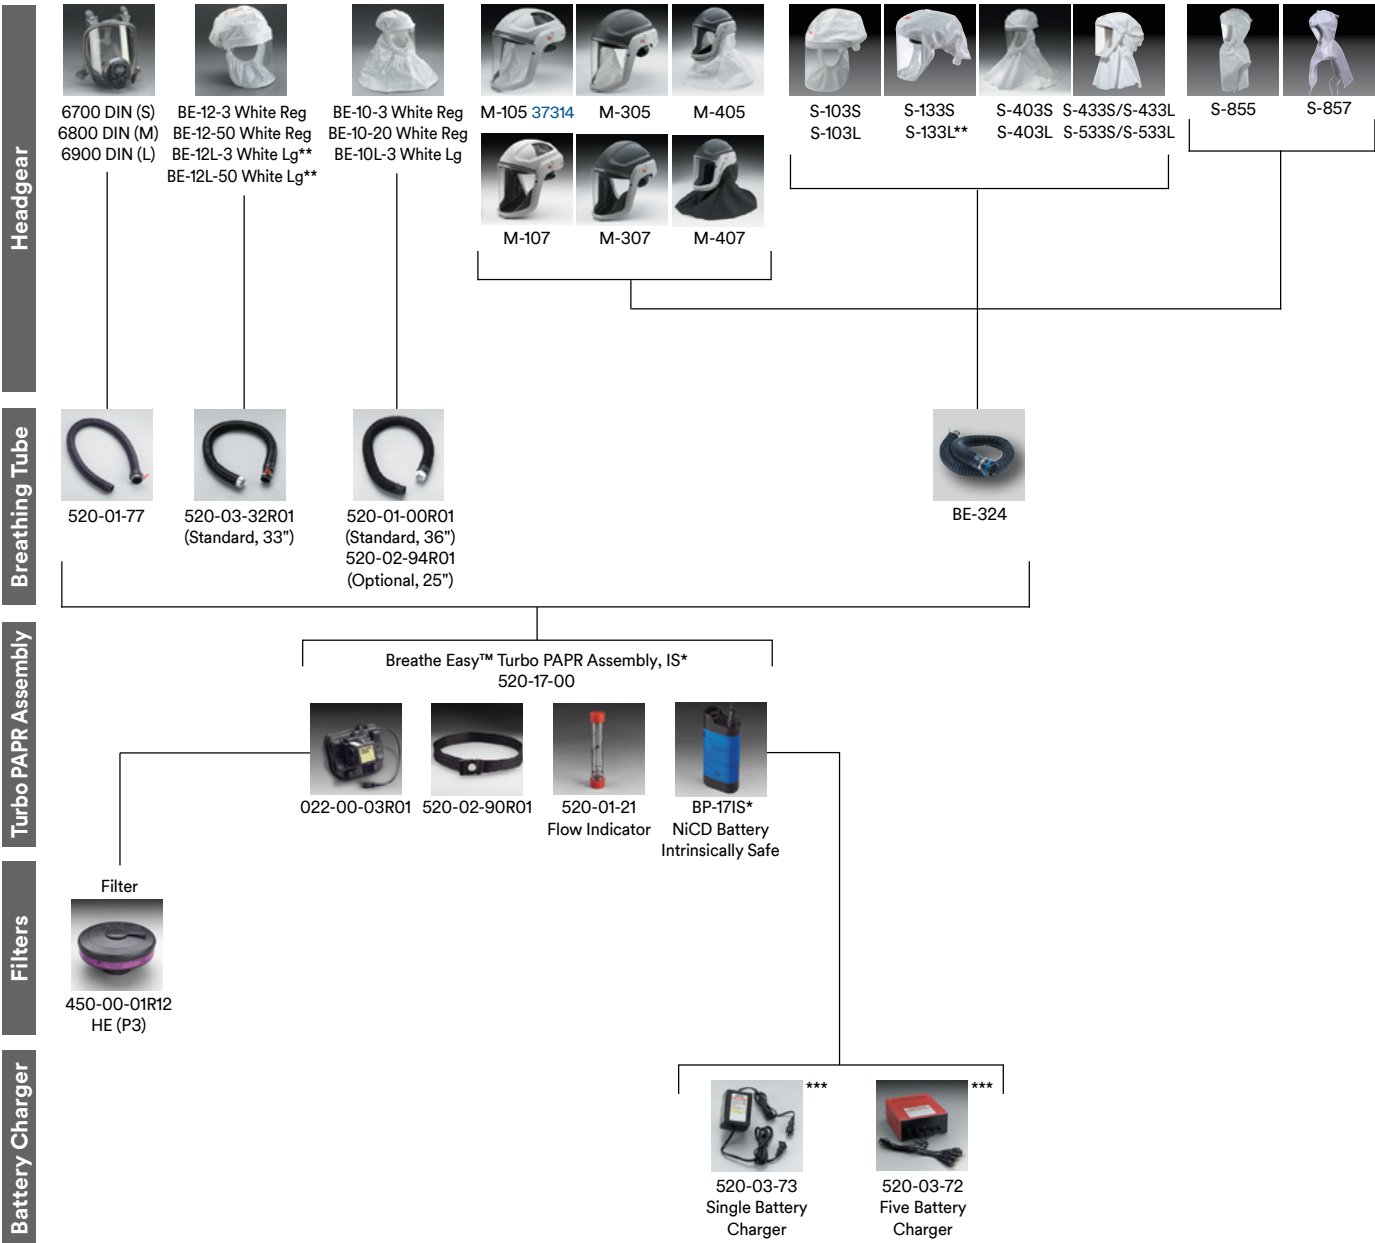 Headgear
6700 DIN (S)
6800 DIN (M)
6900 DIN (L)
BE-12-3 White Reg
BE-12-50 White Reg
BE-12L-3 White Lg**
BE-12L-50 White Lg**
BE-10-3 White Reg
BE-10-20 White Reg
BE-10L-3 White Lg
M-105 37314
M-305
M-405
M-107
M-307
M-407
S-103S
S-103L
S-133S
S-133L**
S-403S
S-403L
S-433S/S-433L
S-533S/S-533L
S-855
S-857
Breathing Tube
520-01-77
520-03-32R01
(Standard, 33")
520-01-00R01
(Standard, 36")
520-02-94R01
(Optional, 25")
BE-324
Turbo PAPR Assembly
Breathe Easy™ Turbo PAPR Assembly, IS*
520-17-00
022-00-03R01
520-02-90R01
520-01-21
Flow Indicator
BP-17IS*
NiCD Battery
Intrinsically Safe
Filters
Filter
450-00-01R12
HE (P3)
Battery Charger
***
520-03-73
Single Battery
Charger
***
520-03-72
Five Battery
Charger